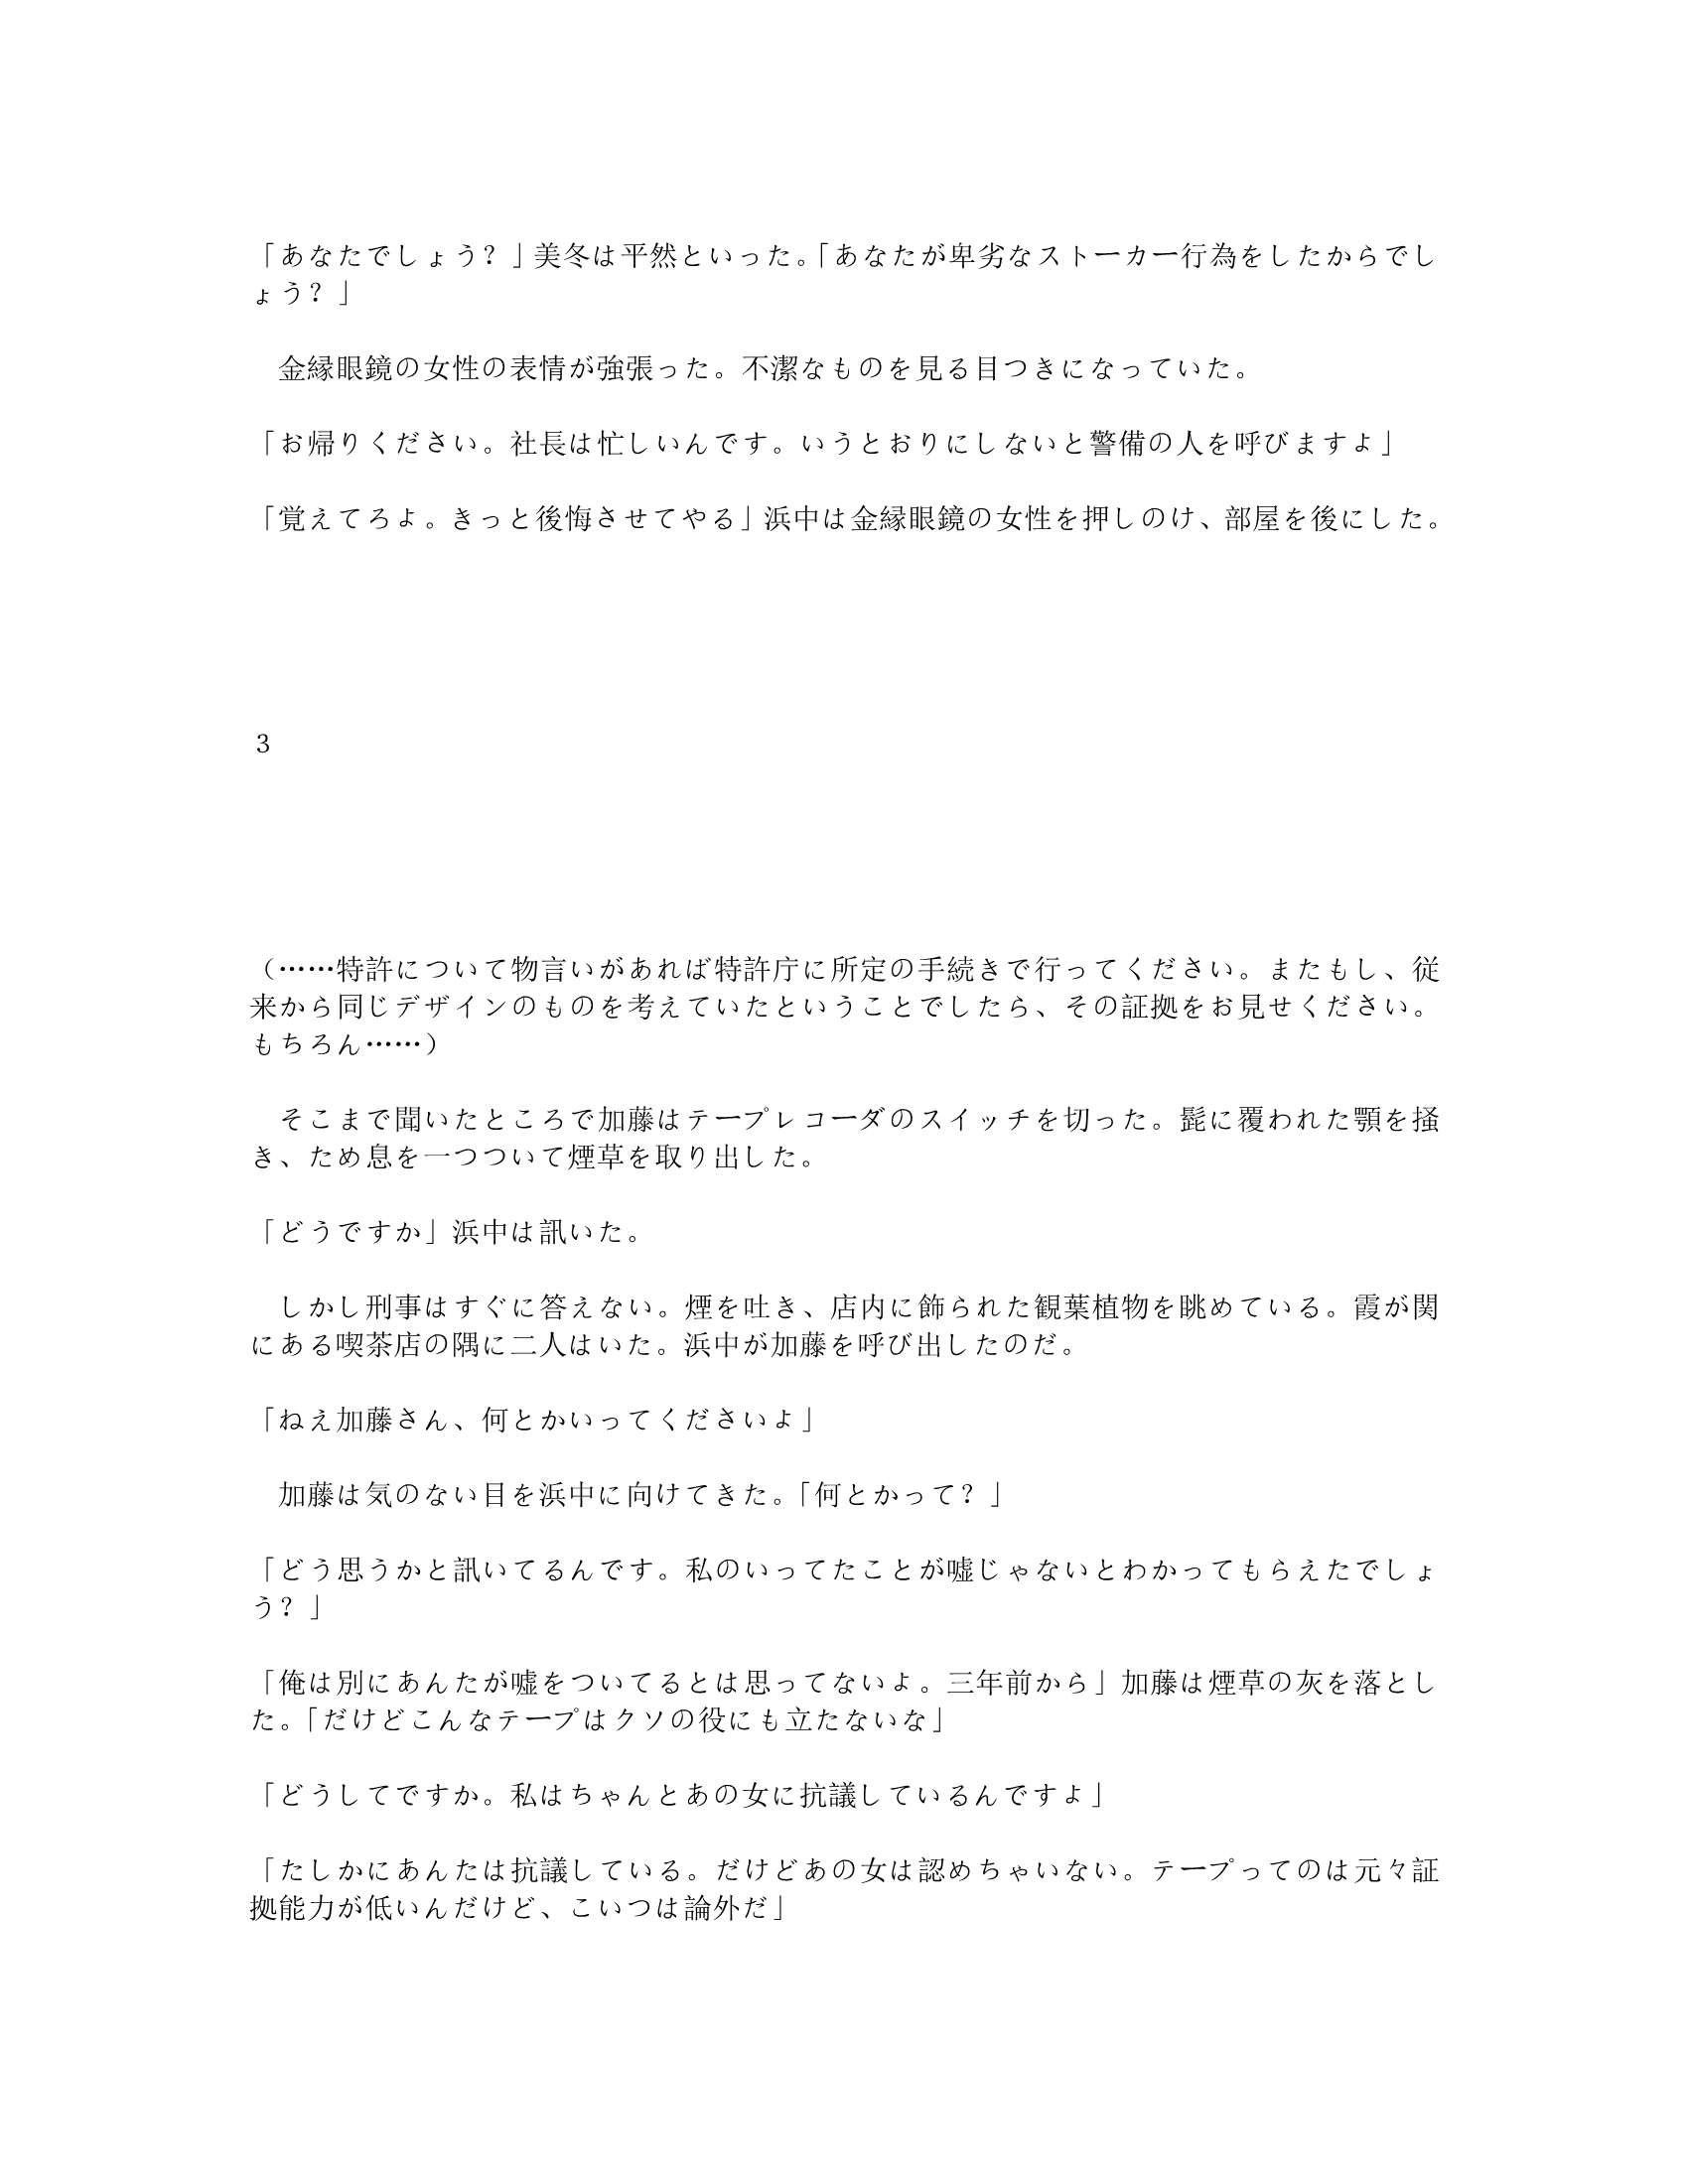 「あなたでしょう？」美冬は平然といった。「あなたが卑劣なストーカー行為をしたからでし
ょう？」
　金縁眼鏡の女性の表情が強張った。不潔なものを見る目つきになっていた。
「お帰りください。社長は忙しいんです。いうとおりにしないと警備の人を呼びますよ」
「覚えてろよ。きっと後悔させてやる」浜中は金縁眼鏡の女性を押しのけ、部屋を後にした。
３
（……特許について物言いがあれば特許庁に所定の手続きで行ってください。またもし、従
来から同じデザインのものを考えていたということでしたら、その証拠をお見せください。
もちろん……）
　そこまで聞いたところで加藤はテープレコーダのスイッチを切った。髭に覆われた顎を掻
き、ため息を一つついて煙草を取り出した。
「どうですか」浜中は訊いた。
　しかし刑事はすぐに答えない。煙を吐き、店内に飾られた観葉植物を眺めている。霞が関
にある喫茶店の隅に二人はいた。浜中が加藤を呼び出したのだ。
「ねえ加藤さん、何とかいってくださいよ」
　加藤は気のない目を浜中に向けてきた。「何とかって？」
「どう思うかと訊いてるんです。私のいってたことが嘘じゃないとわかってもらえたでしょ
う？」
「俺は別にあんたが嘘をついてるとは思ってないよ。三年前から」加藤は煙草の灰を落とし
た。「だけどこんなテープはクソの役にも立たないな」
「どうしてですか。私はちゃんとあの女に抗議しているんですよ」
「たしかにあんたは抗議している。だけどあの女は認めちゃいない。テープってのは元々証
拠能力が低いんだけど、こいつは論外だ」